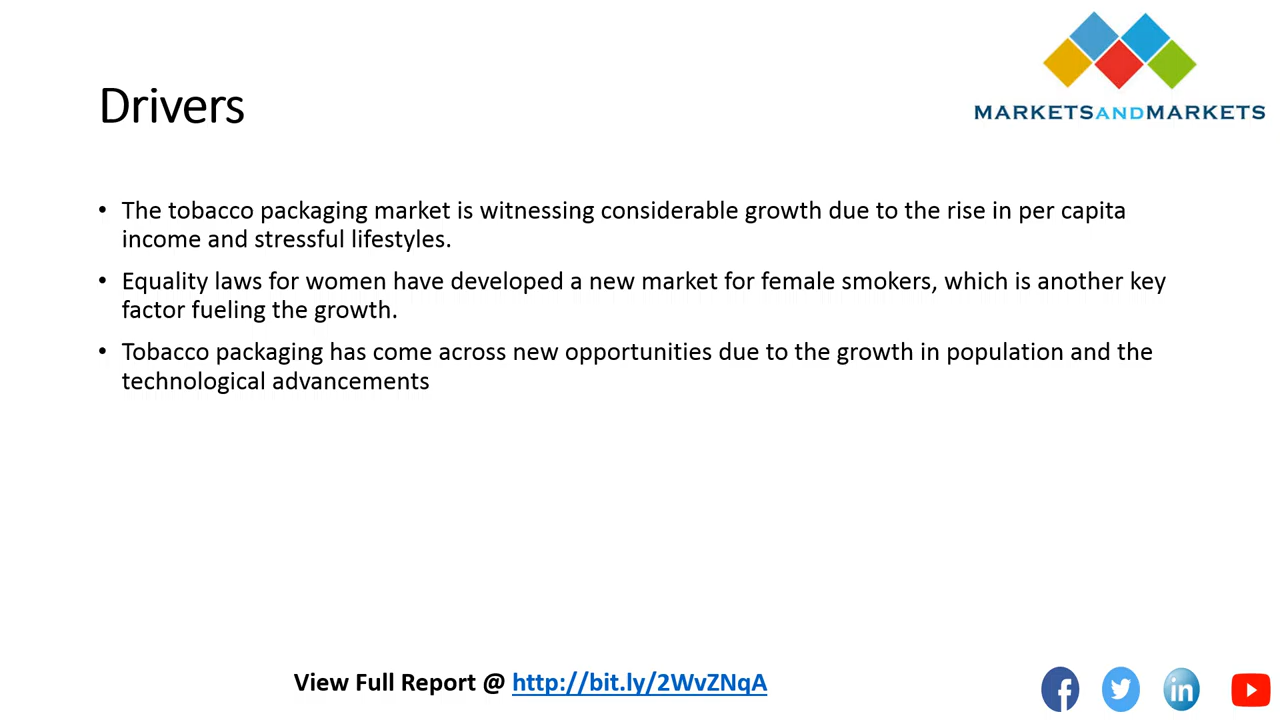 Drivers
MARKETSANDMARKETS
• The tobacco packaging market is witnessing considerable growth due to the rise in per capita
income and stressful lifestyles.
• Equality laws for women have developed a new market for female smokers, which is another key
factor fueling the growth.
• Tobacco packaging has come across new opportunities due to the growth in population and the
technological advancements
View Full Report @ http://bit.ly/2WvZNqA
f
in